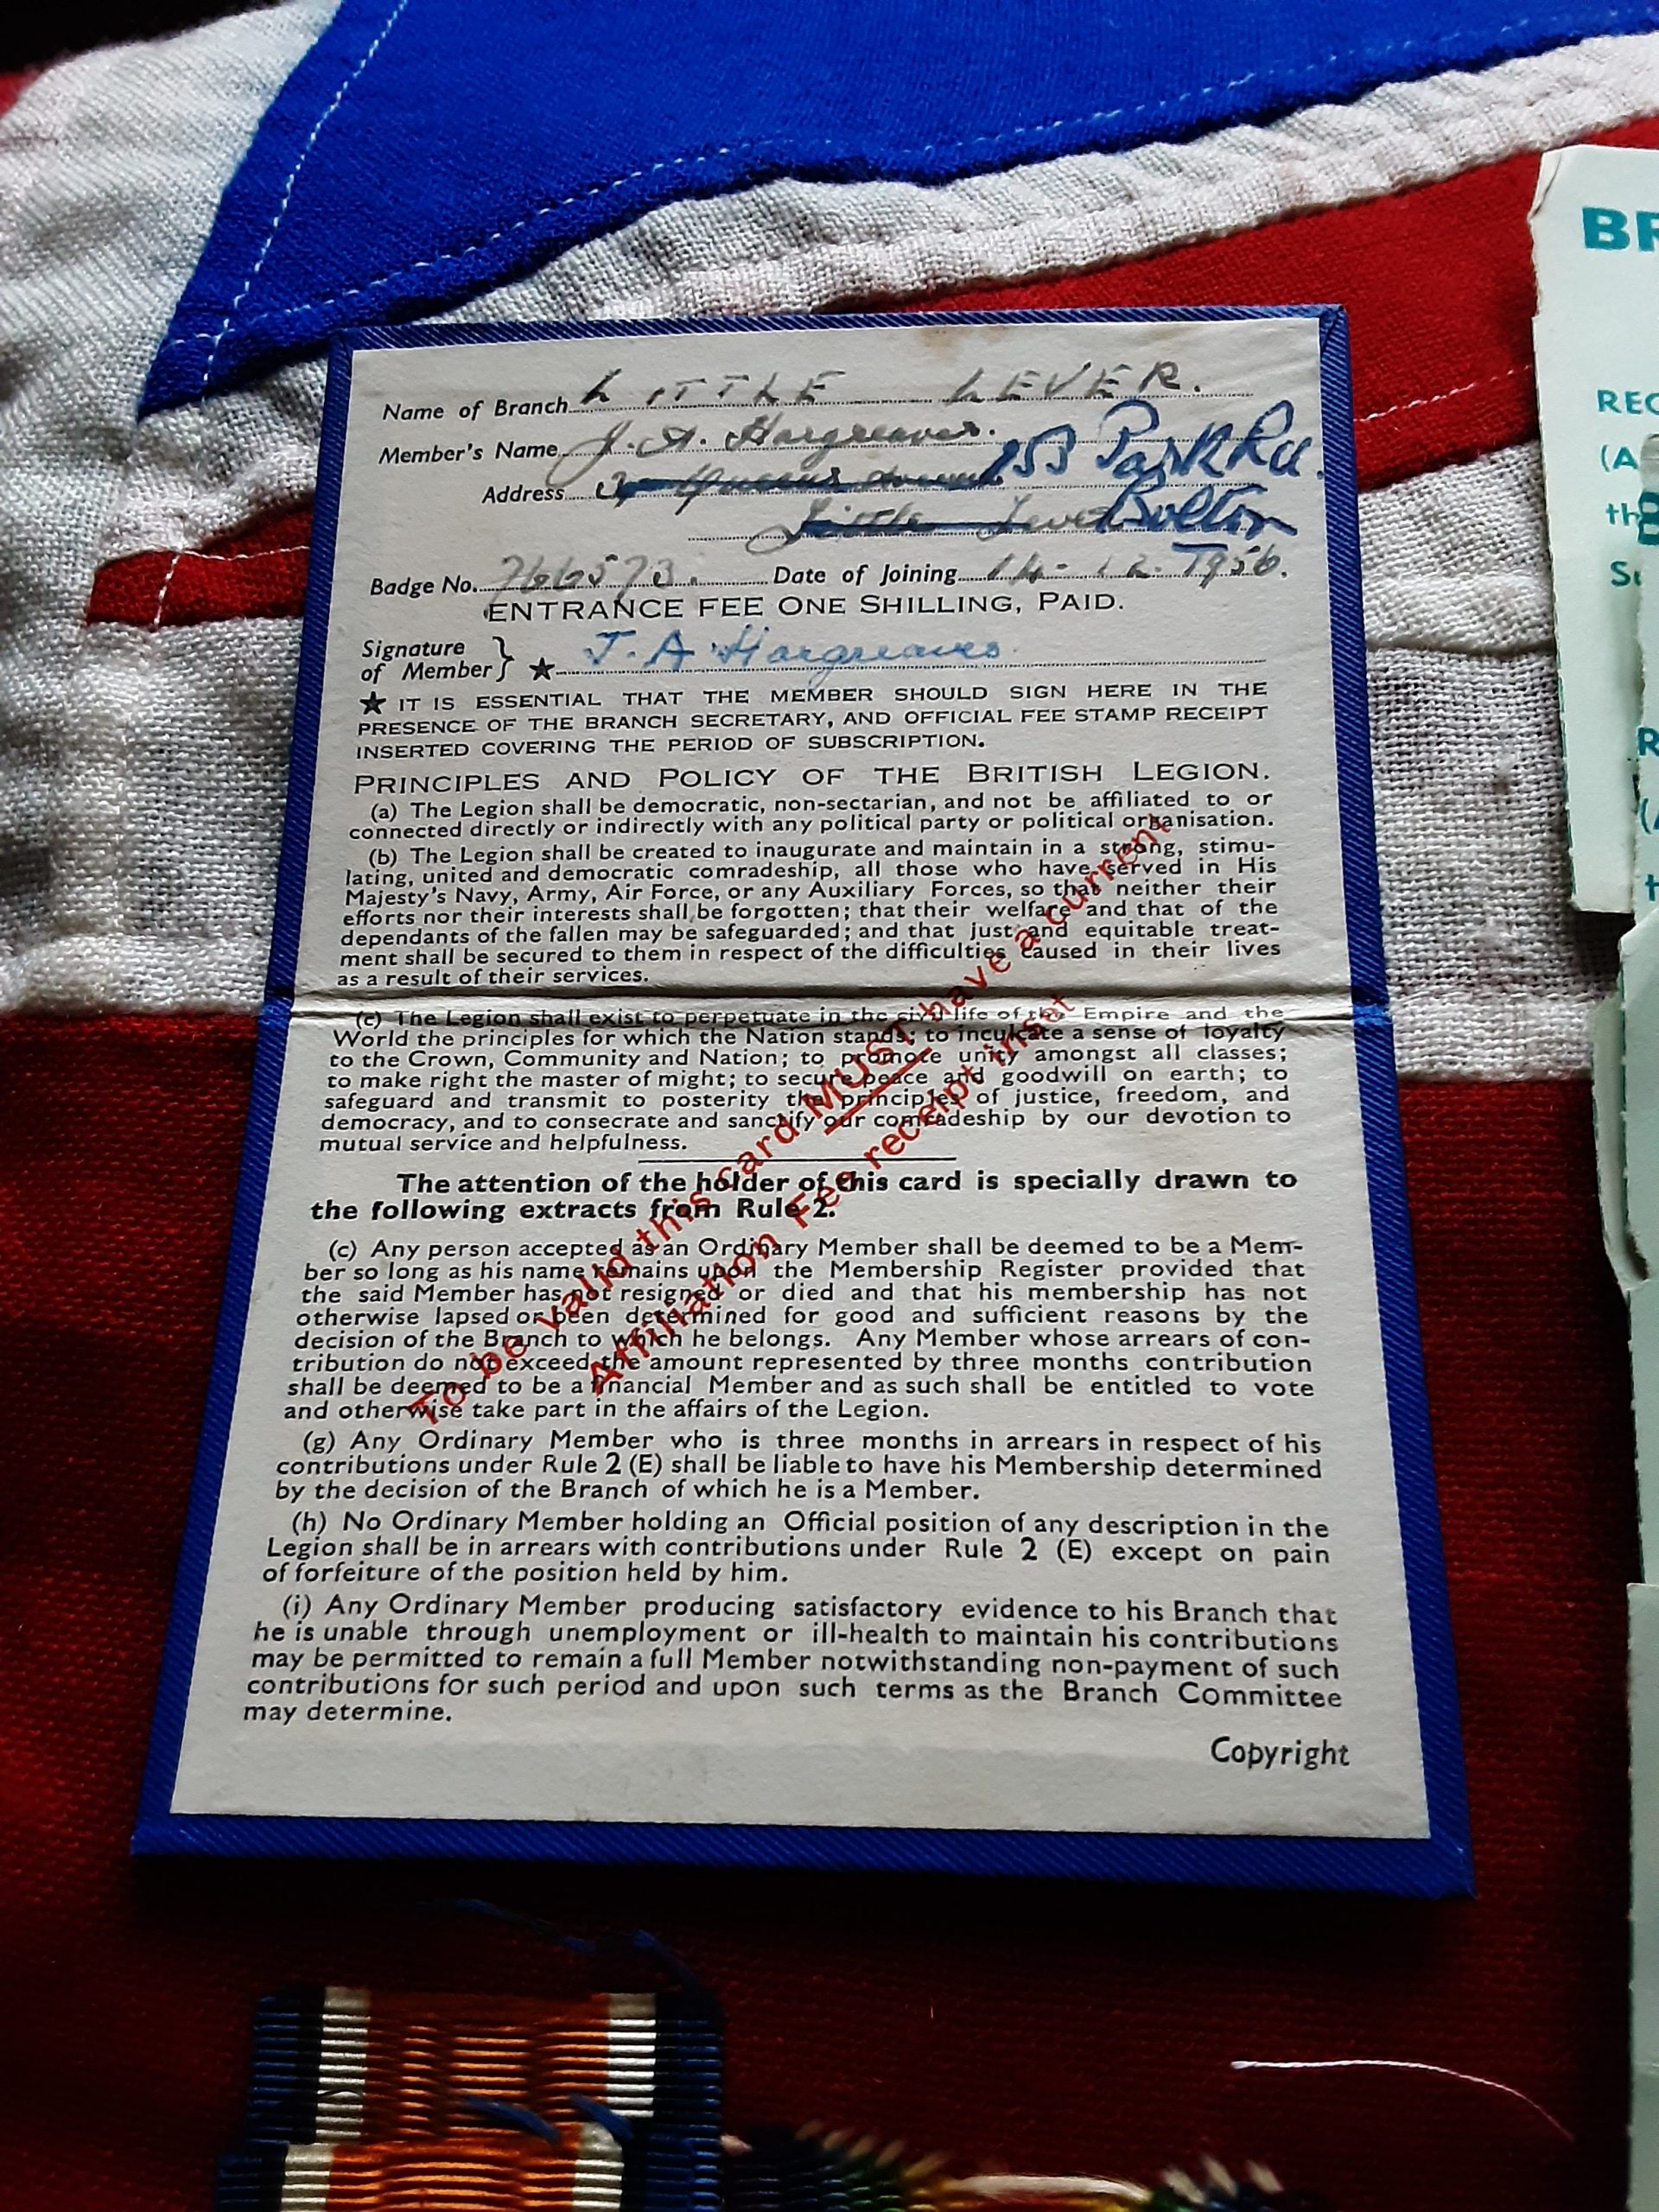 Name of Branch LITTLE LEVER.
Member's Name J. A. Hargreaves.
Address 153 Park Rd.
Little Lever Bolton
Badge No. 766573. Date of Joining 14-12-1956.
ENTRANCE FEE ONE SHILLING, PAID.
Signature
of Member } ★ J. A Hargreaves
★ IT IS ESSENTIAL THAT THE MEMBER SHOULD SIGN HERE IN THE
PRESENCE OF THE BRANCH SECRETARY, AND OFFICIAL FEE STAMP RECEIPT
INSERTED COVERING THE PERIOD OF SUBSCRIPTION.
PRINCIPLES AND POLICY OF THE BRITISH LEGION.
(a) The Legion shall be democratic, non-sectarian, and not be affiliated to or
connected directly or indirectly with any political party or political organisation.
(b) The Legion shall be created to inaugurate and maintain in a strong, stimu-
lating, united and democratic comradeship, all those who have served in His
Majesty's Navy, Army, Air Force, or any Auxiliary Forces, so that neither their
efforts nor their interests shall be forgotten; that their welfare and that of the
dependants of the fallen may be safeguarded; and that just and equitable treat-
ment shall be secured to them in respect of the difficulties caused in their lives
as a result of their services.
(c) The Legion shall exist to perpetuate in the civil life of the Empire and the
World the principles for which the Nation stands; to inculcate a sense of loyalty
to the Crown, Community and Nation; to promote unity amongst all classes;
to make right the master of might; to secure peace and goodwill on earth; to
safeguard and transmit to posterity the principles of justice, freedom, and
democracy, and to consecrate and sanctify our comradeship by our devotion to
mutual service and helpfulness.
The attention of the holder of this card is specially drawn to
the following extracts from Rule 2.
(c) Any person accepted as an Ordinary Member shall be deemed to be a Mem-
ber so long as his name remains upon the Membership Register provided that
the said Member has not resigned or died and that his membership has not
otherwise lapsed or been determined for good and sufficient reasons by the
decision of the Branch to which he belongs. Any Member whose arrears of con-
tribution do not exceed the amount represented by three months contribution
shall be deemed to be a financial Member and as such shall be entitled to vote
and otherwise take part in the affairs of the Legion.
(g) Any Ordinary Member who is three months in arrears in respect of his
contributions under Rule 2 (E) shall be liable to have his Membership determined
by the decision of the Branch of which he is a Member.
(h) No Ordinary Member holding an Official position of any description in the
Legion shall be in arrears with contributions under Rule 2 (E) except on pain
of forfeiture of the position held by him.
(i) Any Ordinary Member producing satisfactory evidence to his Branch that
he is unable through unemployment or ill-health to maintain his contributions
may be permitted to remain a full Member notwithstanding non-payment of such
contributions for such period and upon such terms as the Branch Committee
may determine.
Copyright
To be valid this card MUST have a current
Affiliation Fee receipt inset
BR
REC
(A
th
Su
B
R
(A
t